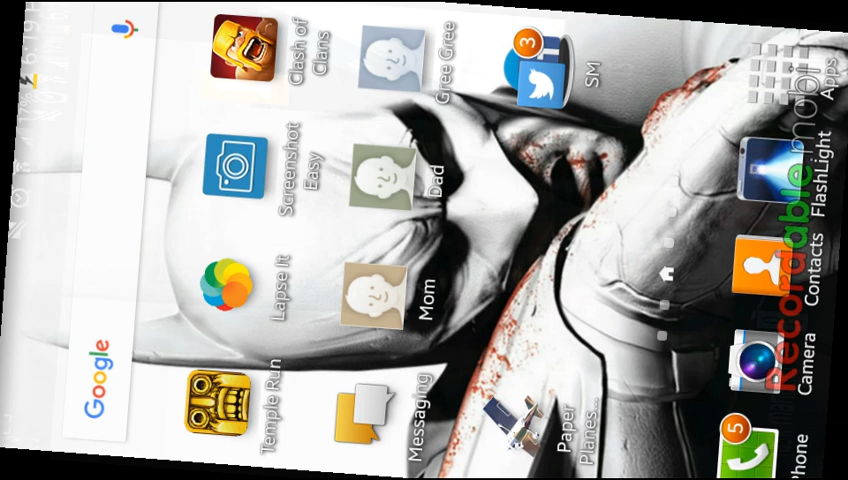 Google
Temple Run
Lapse It
Screenshot
Easy
Clash of
Clans
Messaging
Mom
Dad
Gree Gree
Paper
Planes...
3
SM
5
Phone
Camera
Contacts
FlashLight
Apps
Recordable.mobi